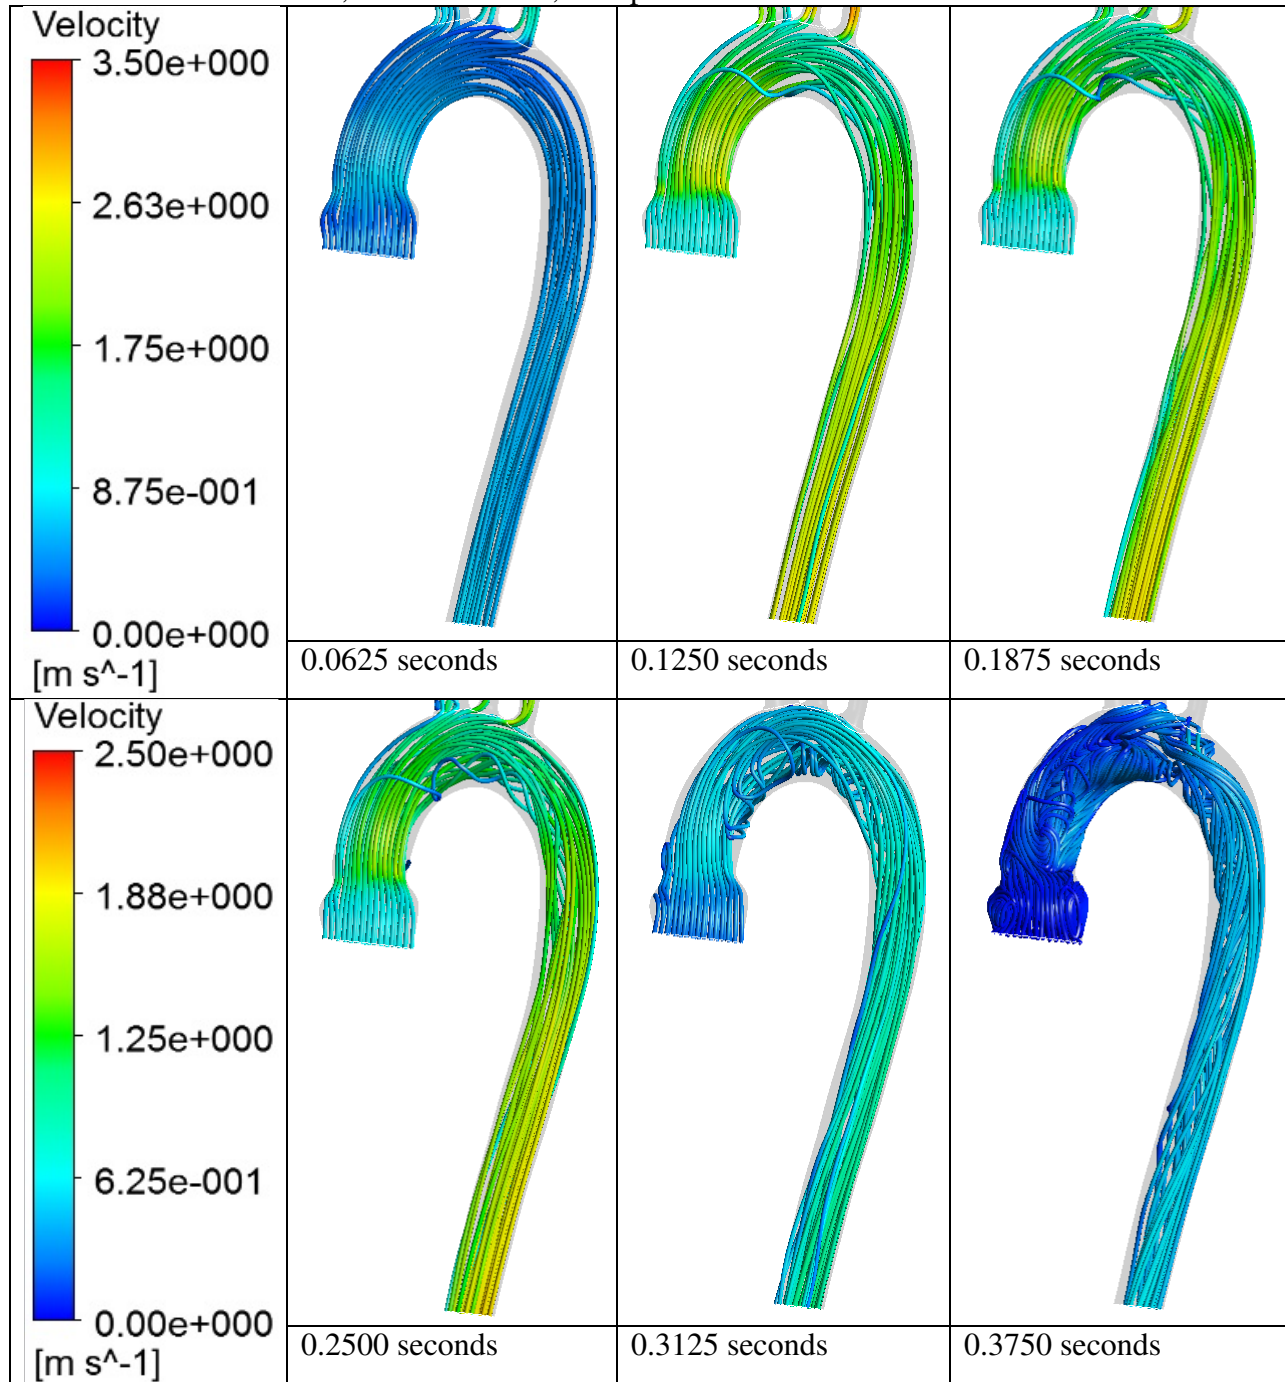 Velocity
3.50e+000
2.63e+000
1.75e+000
8.75e-001
0.00e+000
[m s^-1]
0.0625 seconds
0.1250 seconds
0.1875 seconds
Velocity
2.50e+000
1.88e+000
1.25e+000
6.25e-001
0.00e+000
[m s^-1]
0.2500 seconds
0.3125 seconds
0.3750 seconds